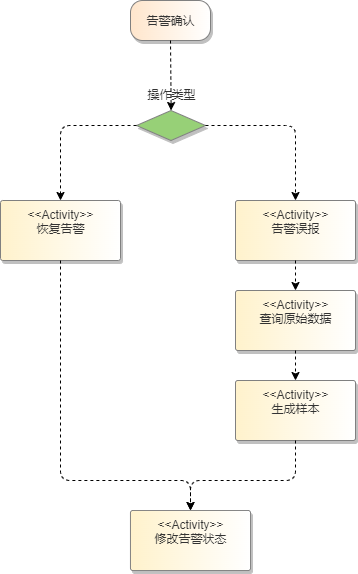 告警确认
操作类型
<<Activity>>
恢复告警
<<Activity>>
告警误报
<<Activity>>
查询原始数据
<<Activity>>
生成样本
<<Activity>>
修改告警状态